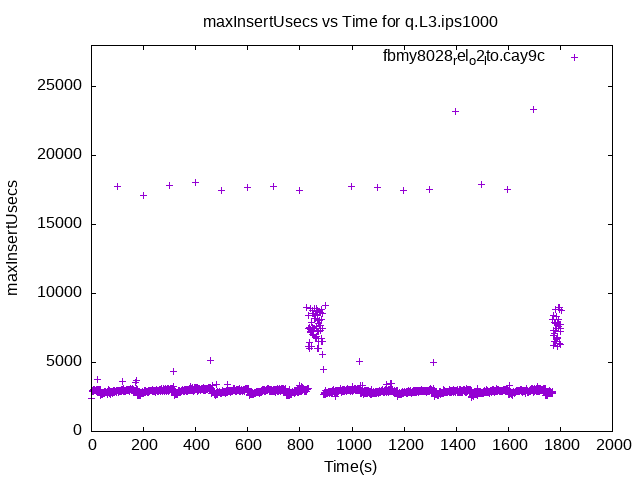 maxInsertUsecs vs Time for q.L3.ips1000
fbmy8028relo2lto.cay9c
maxInsertUsecs
25000
20000
15000
10000
5000
0
0 200 400 600 800 1000 1200 1400 1600 1800 2000
Time(s)